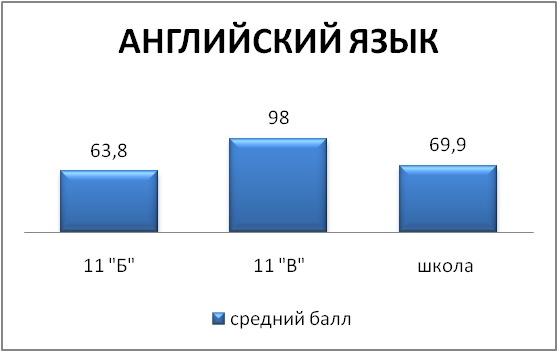 АНГЛИЙСКИЙ ЯЗЫК
63,8
98
69,9
11 "Б"
11 "В"
школа
средний балл